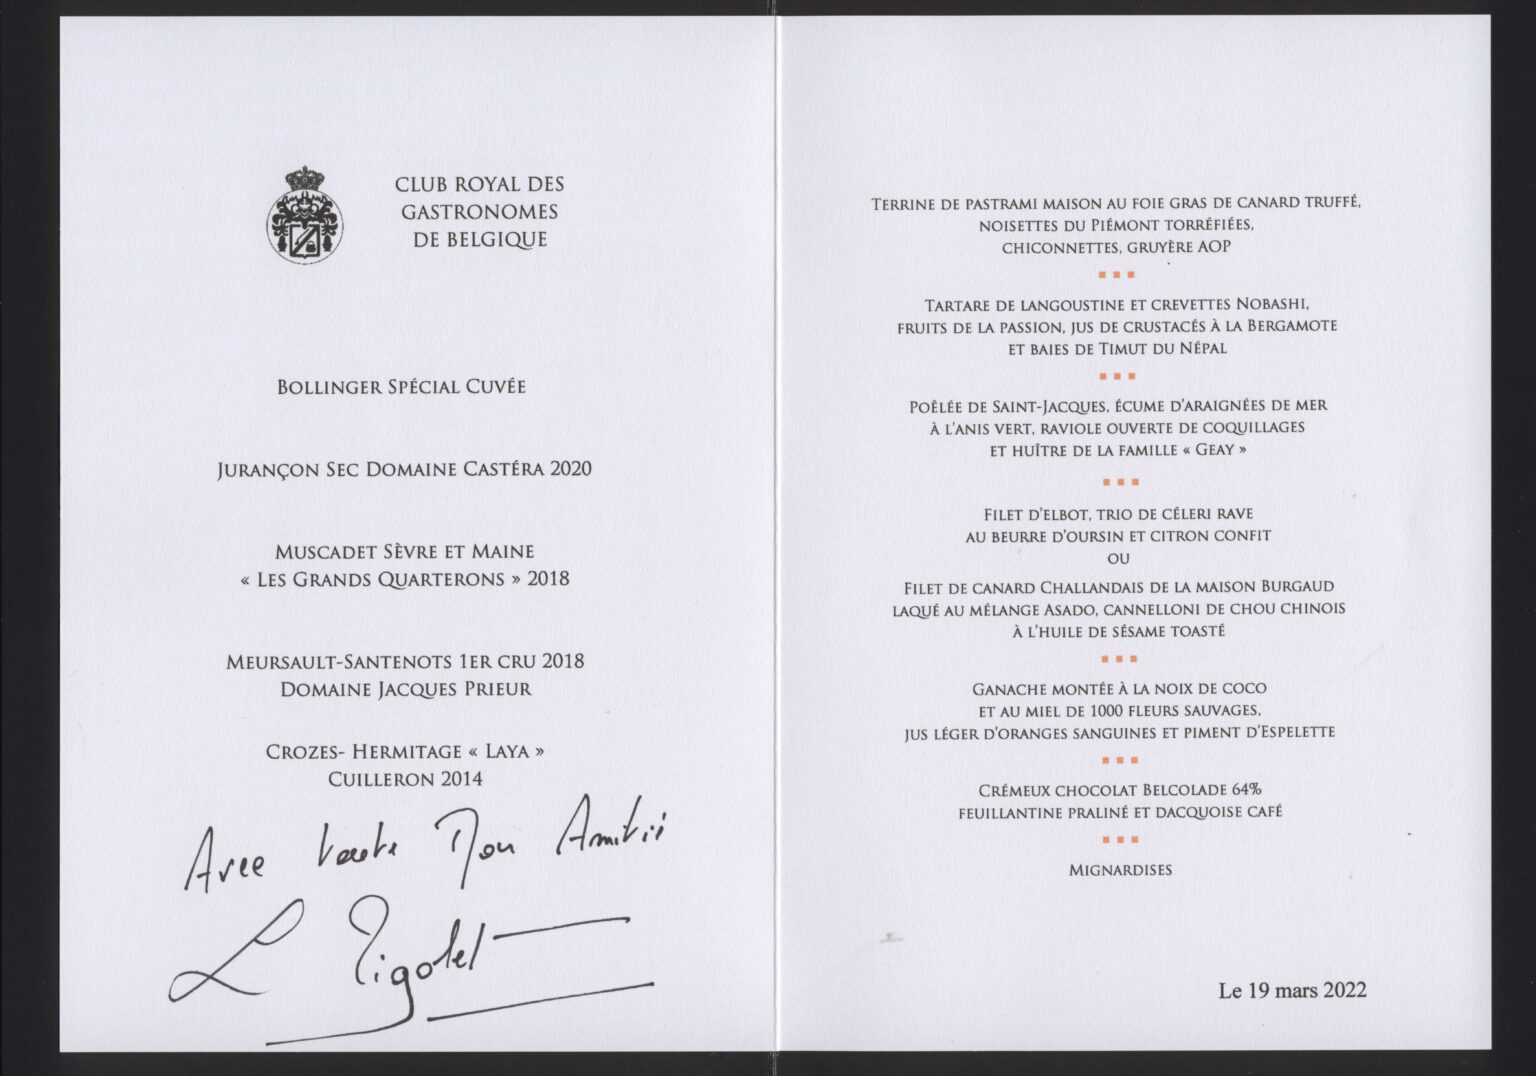 CLUB ROYAL DES
GASTRONOMES
DE BELGIQUE
BOLLINGER SPÉCIAL CUVÉE
JURANÇON SEC DOMAINE CASTÉRA 2020
MUSCADET SÈVRE ET MAINE
« LES GRANDS QUARTERONS » 2018
MEURSAULT-SANTENOTS 1ER CRU 2018
DOMAINE JACQUES PRIEUR
CROZES- HERMITAGE « LAYA »
CUILLERON 2014
Avec toute Mon Amitié
L Rigolet
TERRINE DE PASTRAMI MAISON AU FOIE GRAS DE CANARD TRUFFÉ,
NOISETTES DU PIÉMONT TORRÉFIÉES,
CHICONNETTES, GRUYÈRE AOP
TARTARE DE LANGOUSTINE ET CREVETTES NOBASHI,
FRUITS DE LA PASSION, JUS DE CRUSTACÉS À LA BERGAMOTE
ET BAIES DE TIMUT DU NÉPAL
POÊLÉE DE SAINT-JACQUES, ÉCUME D'ARAIGNÉES DE MER
À L'ANIS VERT, RAVIOLE OUVERTE DE COQUILLAGES
ET HUÎTRE DE LA FAMILLE « GEAY »
FILET D'ELBOT, TRIO DE CÉLERI RAVE
AU BEURRE D'OURSIN ET CITRON CONFIT
OU
FILET DE CANARD CHALLANDAIS DE LA MAISON BURGAUD
LAQUÉ AU MÉLANGE ASADO, CANNELLONI DE CHOU CHINOIS
À L'HUILE DE SÉSAME TOASTÉ
GANACHE MONTÉE À LA NOIX DE COCO
ET AU MIEL DE 1000 FLEURS SAUVAGES,
JUS LÉGER D'ORANGES SANGUINES ET PIMENT D'ESPELETTE
CRÉMEUX CHOCOLAT BELCOLADE 64%
FEUILLANTINE PRALINÉ ET DACQUOISE CAFÉ
MIGNARDISES
Le 19 mars 2022